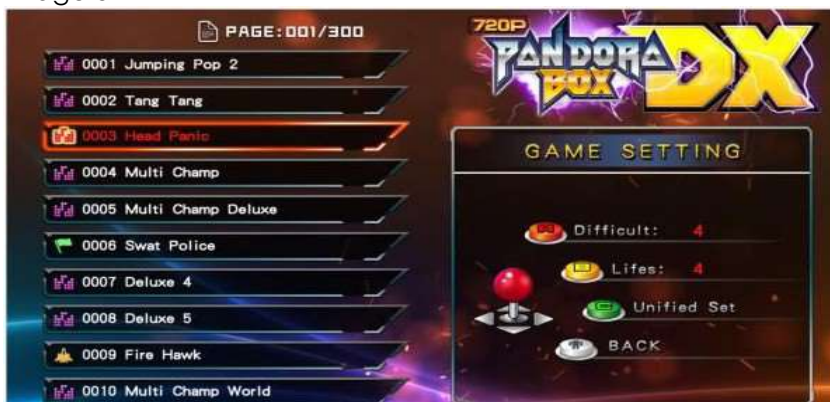 PAGE:001/300
0001 Jumping Pop 2
0002 Tang Tang
0003 Head Panic
0004 Multi Champ
0005 Multi Champ Deluxe
0006 Swat Police
0007 Deluxe 4
0008 Deluxe 5
0009 Fire Hawk
0010 Multi Champ World
720P
PANDORA
BOX
DX
GAME SETTING
Difficult: 4
Lifes: 4
Unified Set
BACK